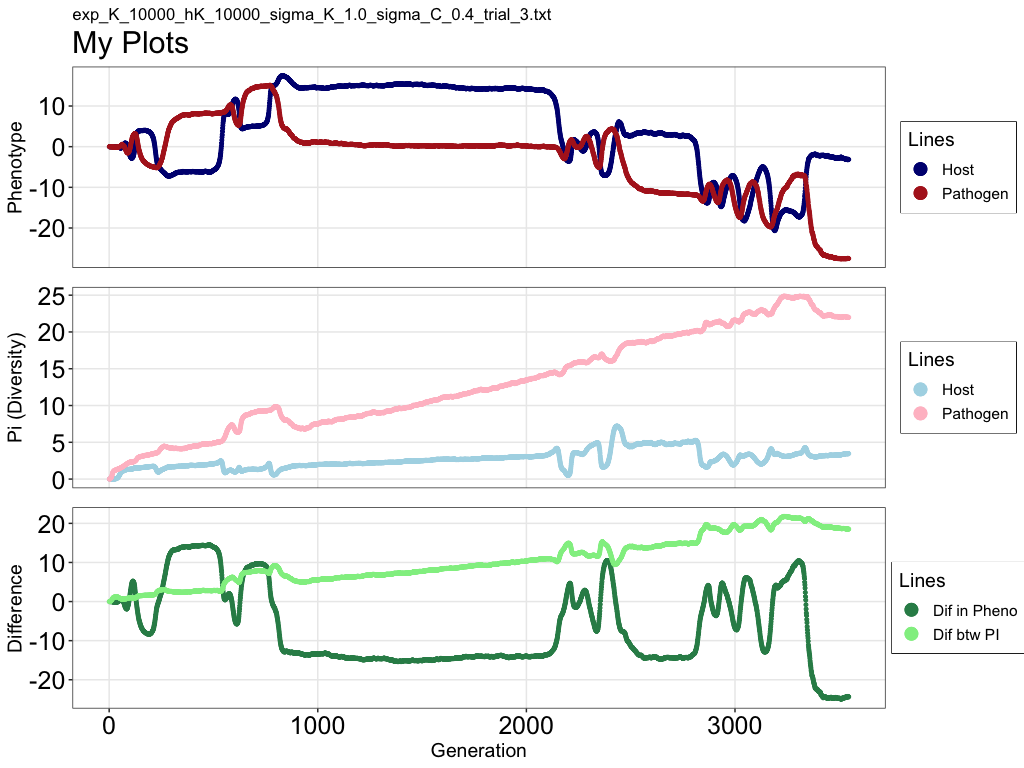 exp_K_10000_hK_10000_sigma_K_1.0_sigma_C_0.4_trial_3.txt
My Plots
Phenotype
10
0
-10
-20
Lines
Host
Pathogen
Pi (Diversity)
25
20
15
10
5
0
Lines
Host
Pathogen
Difference
20
10
0
-10
-20
Lines
Dif in Pheno
Dif btw PI
0 1000 2000 3000
Generation